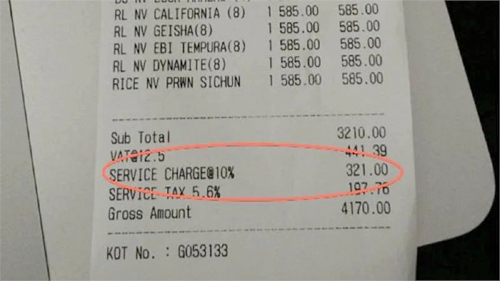 RL NV CALIFORNIA (8) 1 585.00 585.00
RL NV GEISHA(8) 1 585.00 585.00
RL NV EBI TEMPURA(8) 1 585.00 585.00
RL NV DYNAMITE(8) 1 585.00 585.00
RICE NV PRWN SICHUN 1 585.00 585.00
Sub Total 3210.00
VAT@12.5 441.39
SERVICE CHARGE@10% 321.00
SERVICE TAX 5.6% 197.76
Gross Amount 4170.00
KOT No. : G053133